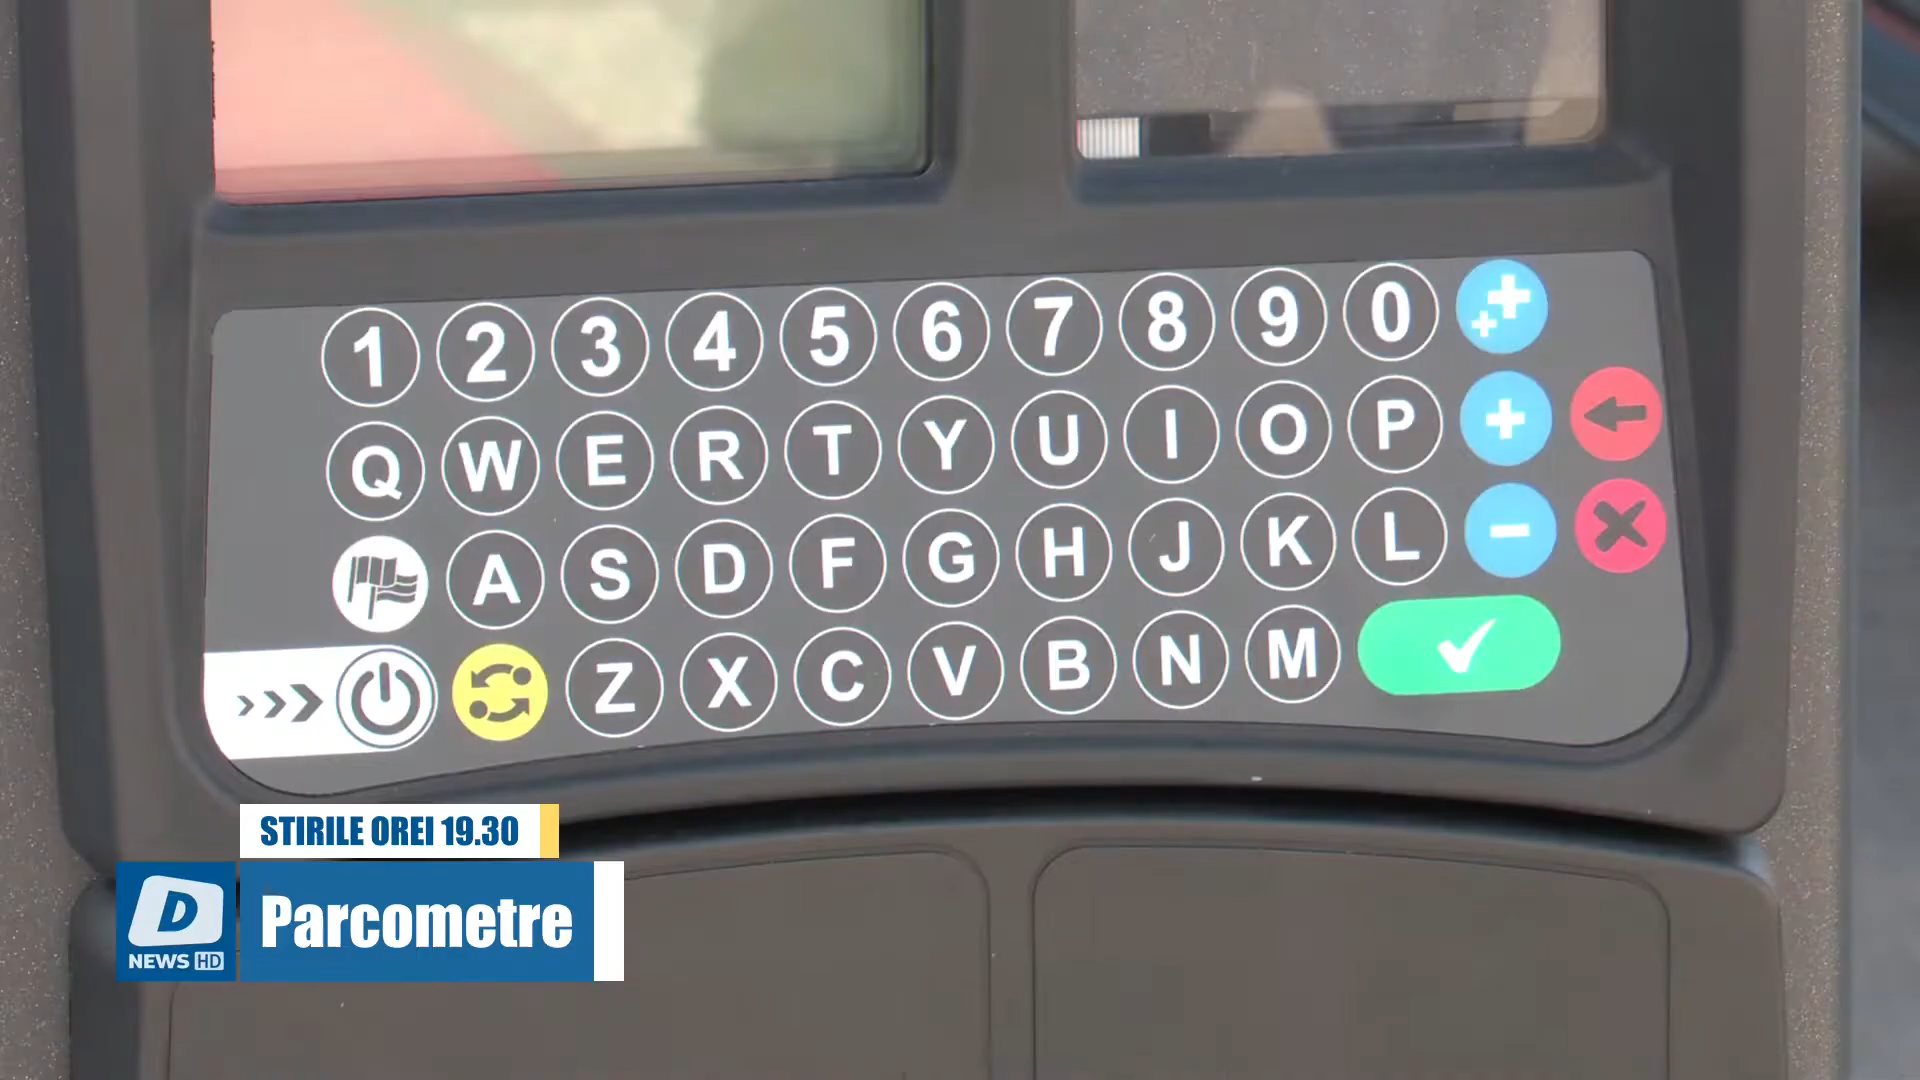 1 2 3 4 5 6 7 8 9 0 ++
Q W E R T Y U I O P +
A S D F G H J K L -
>>> Z X C V B N M
STIRILE OREI 19.30
D
NEWS HD
Parcometre